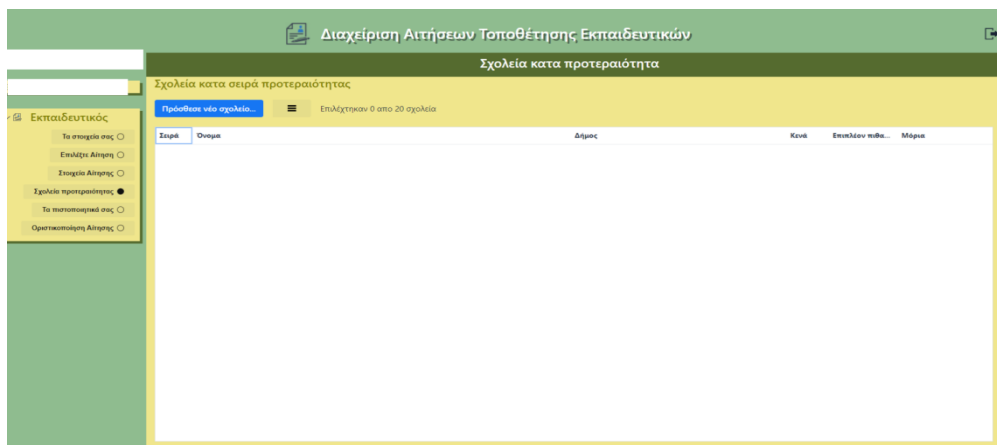 Διαχείριση Αιτήσεων Τοποθέτησης Εκπαιδευτικών
Σχολεία κατα προτεραιότητα
Σχολεία κατα σειρά προτεραιότητας
Πρόσθεσε νέο σχολείο...
Επιλέχτηκαν 0 απο 20 σχολεία
Σειρά Όνομα Δήμος Κενά Επιπλέον πιθα... Μόρια
Εκπαιδευτικός
Τα στοιχεία σας
Επιλέξτε Αίτηση
Στοιχεία Αίτησης
Σχολεία προτεραιότητας
Τα πιστοποιητικά σας
Οριστικοποίηση Αίτησης